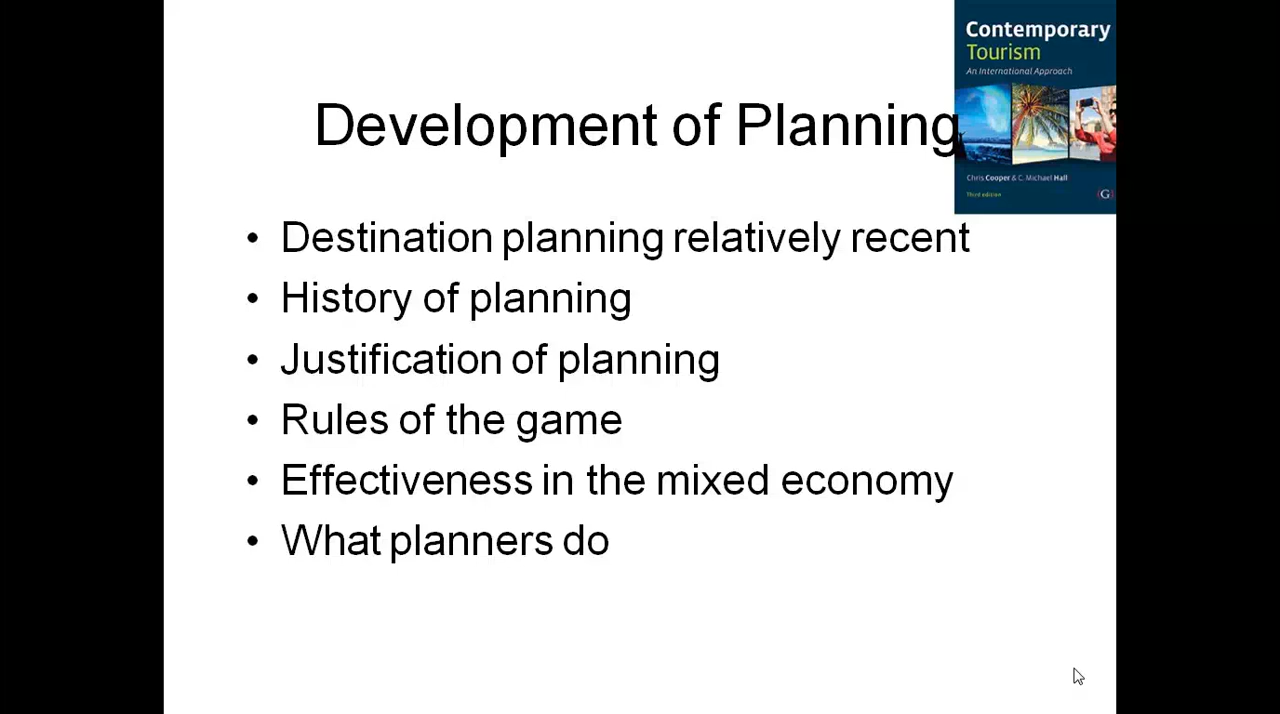 Contemporary
Tourism
An International Approach
Development of Planning
Chris Cooper & C. Michael Hall
Third edition
G
• Destination planning relatively recent
• History of planning
• Justification of planning
• Rules of the game
• Effectiveness in the mixed economy
• What planners do